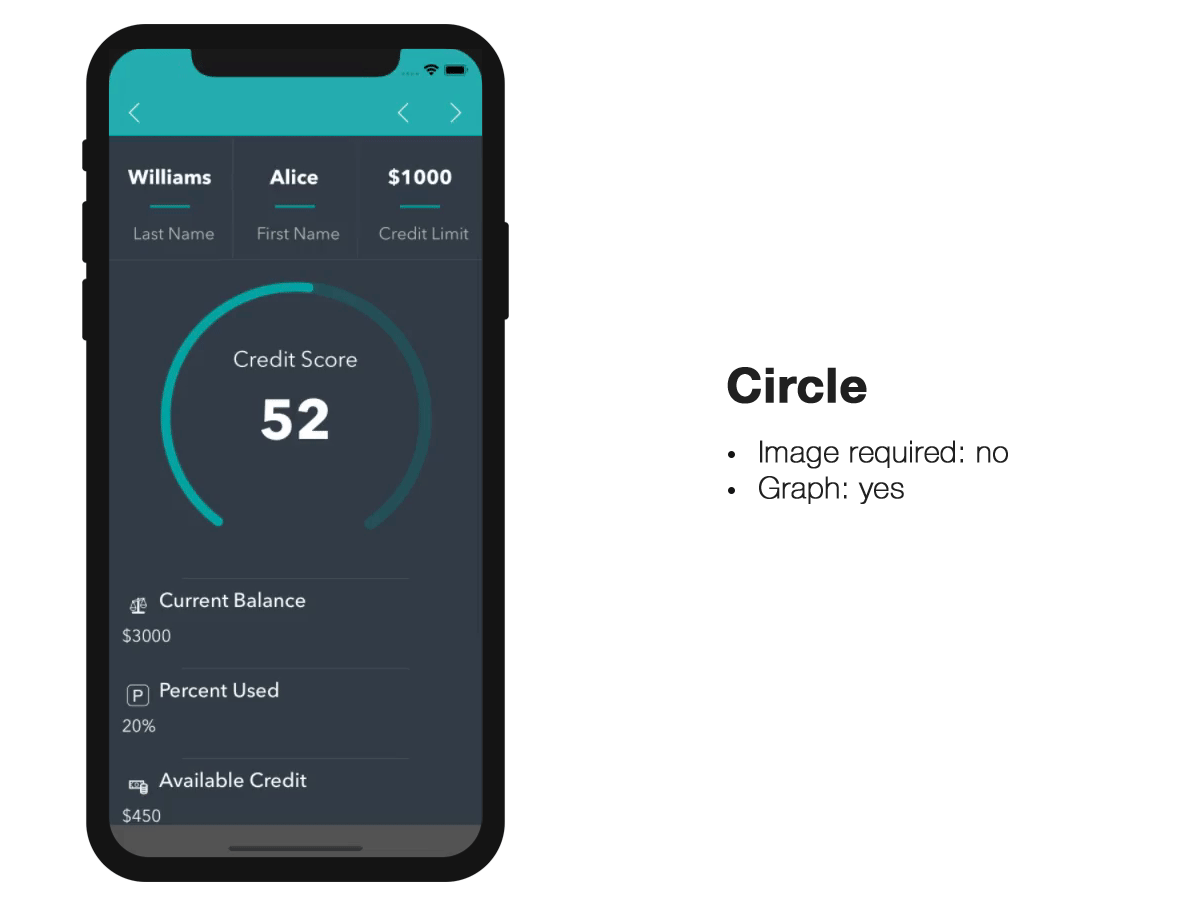 Williams
Alice
$1000
Last Name
First Name
Credit Limit
Credit Score
52
Current Balance
$3000
P
Percent Used
20%
Available Credit
$450
Circle
• Image required: no
• Graph: yes